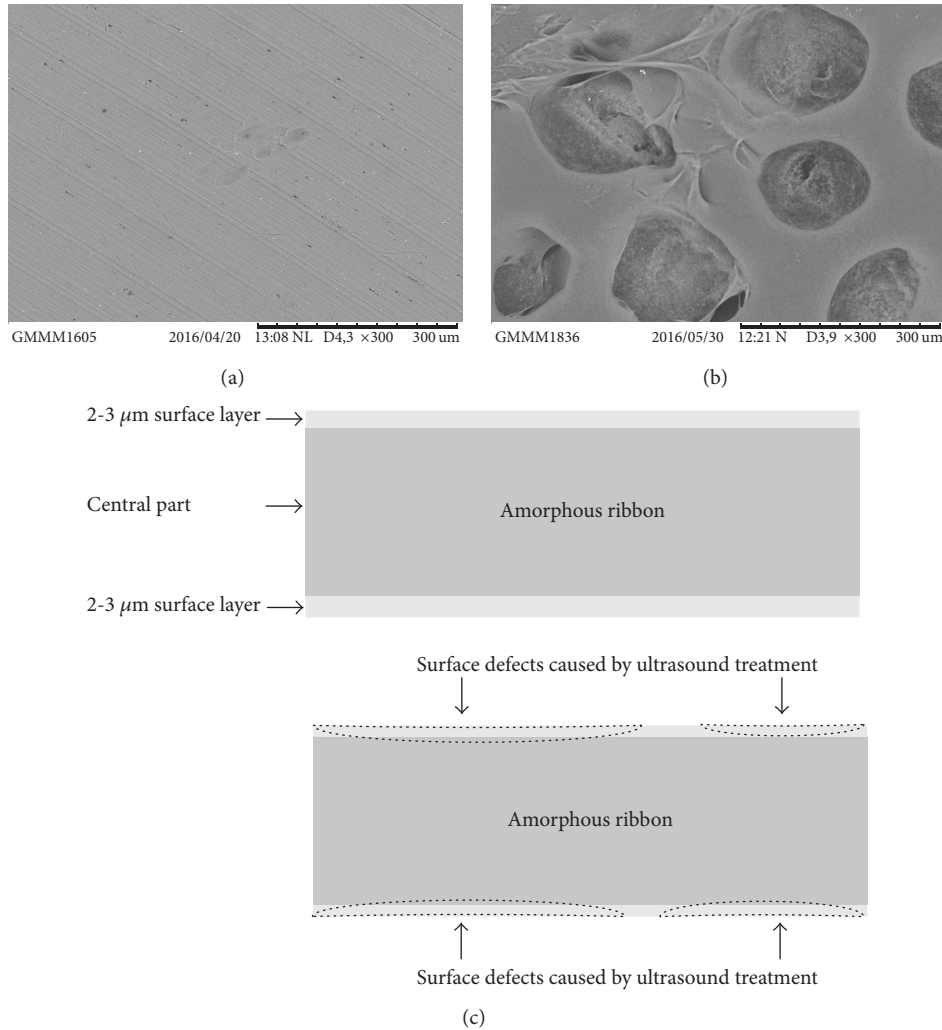 GMMM1605 2016/04/20 13:08 NL D4,3 ×300 300 um
GMMM1836 2016/05/30 12:21 N D3,9 ×300 300 um
(a)
(b)
2-3 μm surface layer
Central part
Amorphous ribbon
2-3 μm surface layer
Surface defects caused by ultrasound treatment
Amorphous ribbon
Surface defects caused by ultrasound treatment
(c)